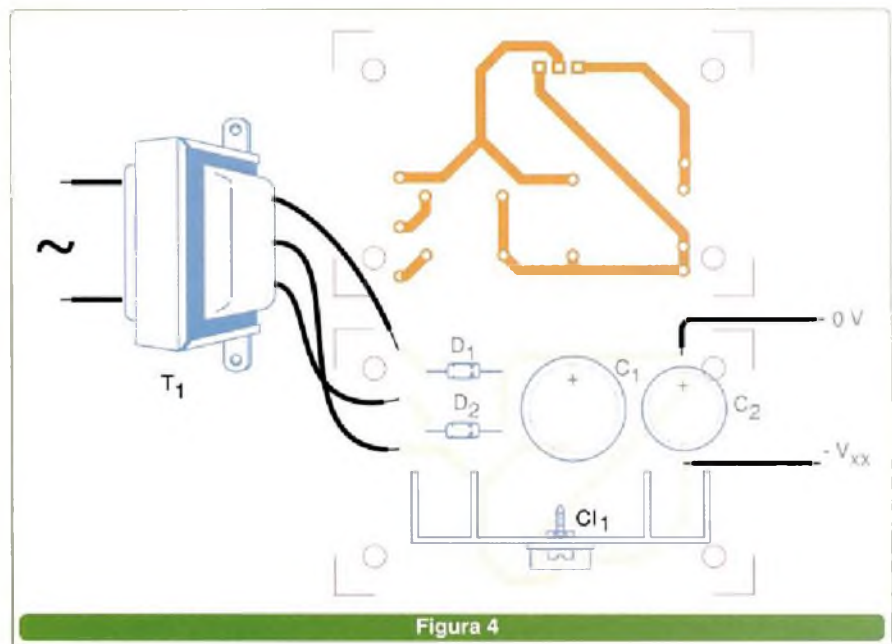 D1
D2
C1
C2
+
+
- 0 V
- Vxx
~
T1
CI1
Figura 4